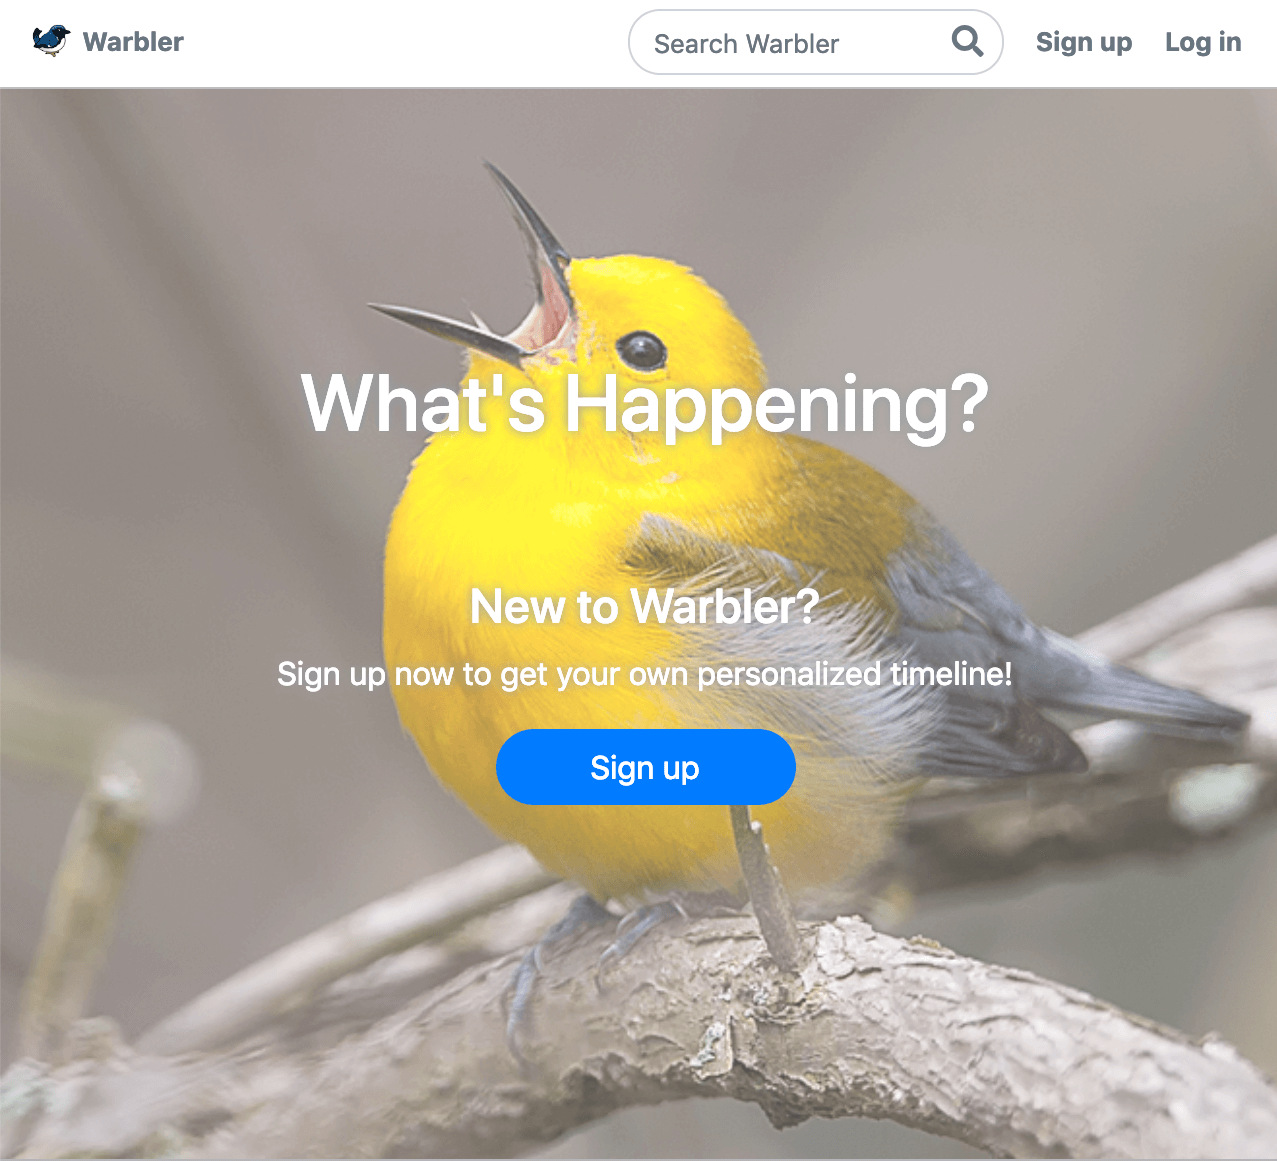 Warbler
Search Warbler
Sign up
Log in
What's Happening?
New to Warbler?
Sign up now to get your own personalized timeline!
Sign up